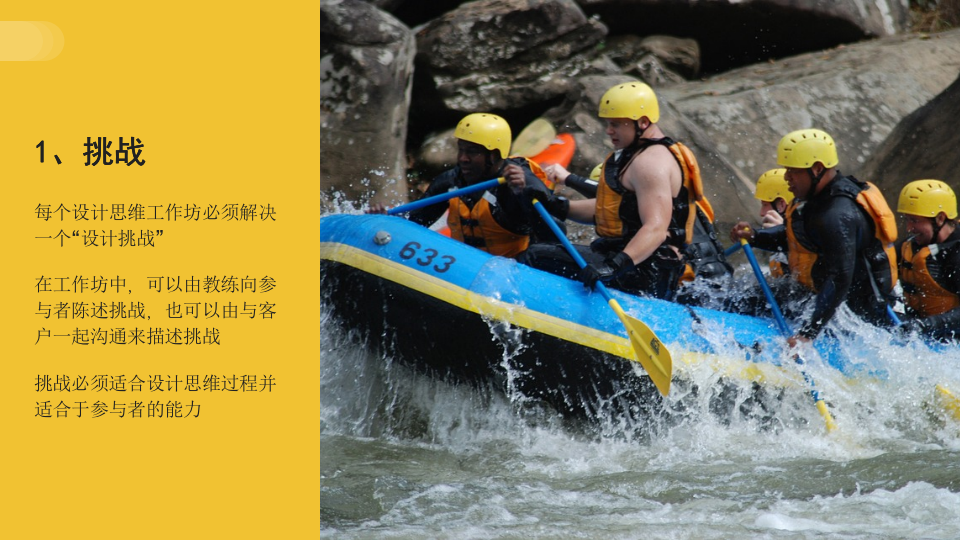 1、挑战
每个设计思维工作坊必须解决
一个“设计挑战”
在工作坊中，可以由教练向参
与者陈述挑战，也可以由与客
户一起沟通来描述挑战
挑战必须适合设计思维过程并
适合于参与者的能力
633